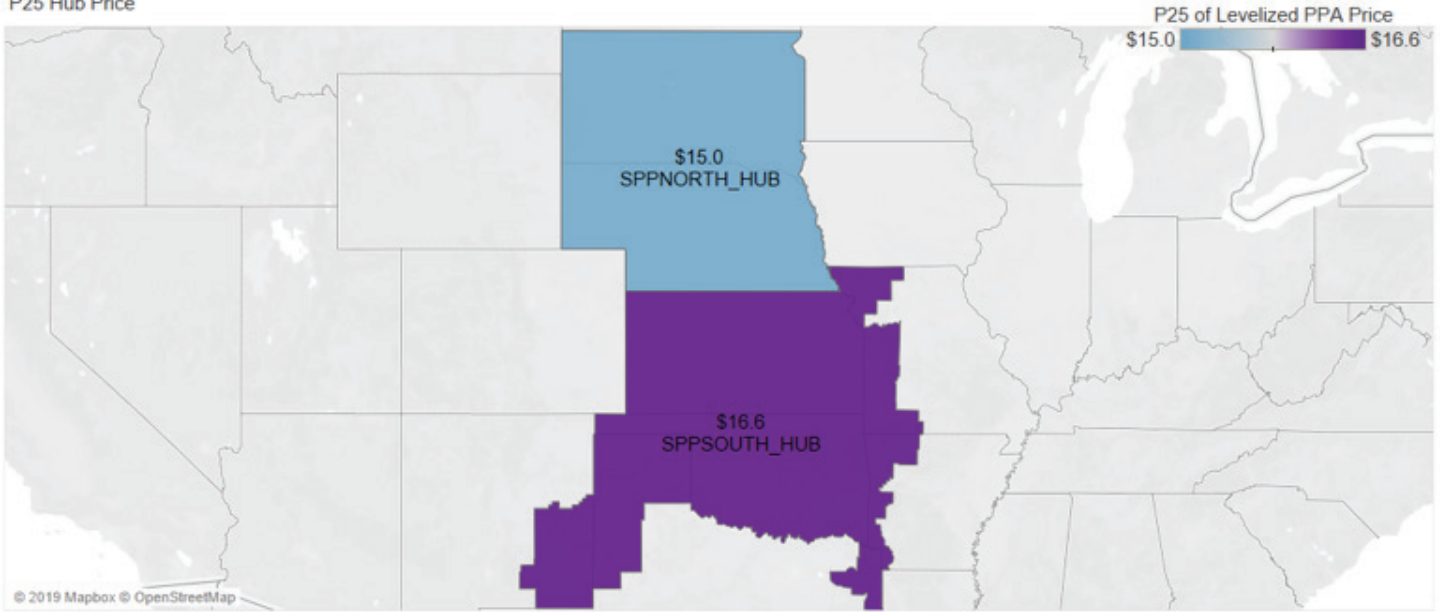 P25 Hub Price
P25 of Levelized PPA Price
$15.0 $16.6
$15.0
SPPNORTH_HUB
$16.6
SPPSOUTH_HUB
© 2019 Mapbox © OpenStreetMap